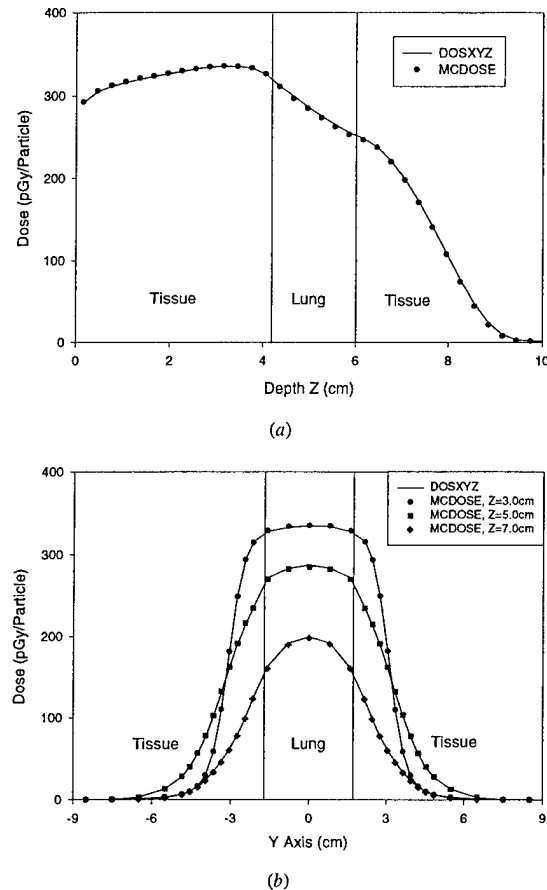 400
300
200
100
0
Dose (pGy/Particle)
DOSXYZ
MCDOSE
Tissue
Lung
Tissue
0
2
4
6
8
10
Depth Z (cm)
(a)
400
300
200
100
0
Dose (pGy/Particle)
DOSXYZ
MCDOSE, Z=3.0cm
MCDOSE, Z=5.0cm
MCDOSE, Z=7.0cm
Tissue
Lung
Tissue
-9
-6
-3
0
3
6
9
Y Axis (cm)
(b)